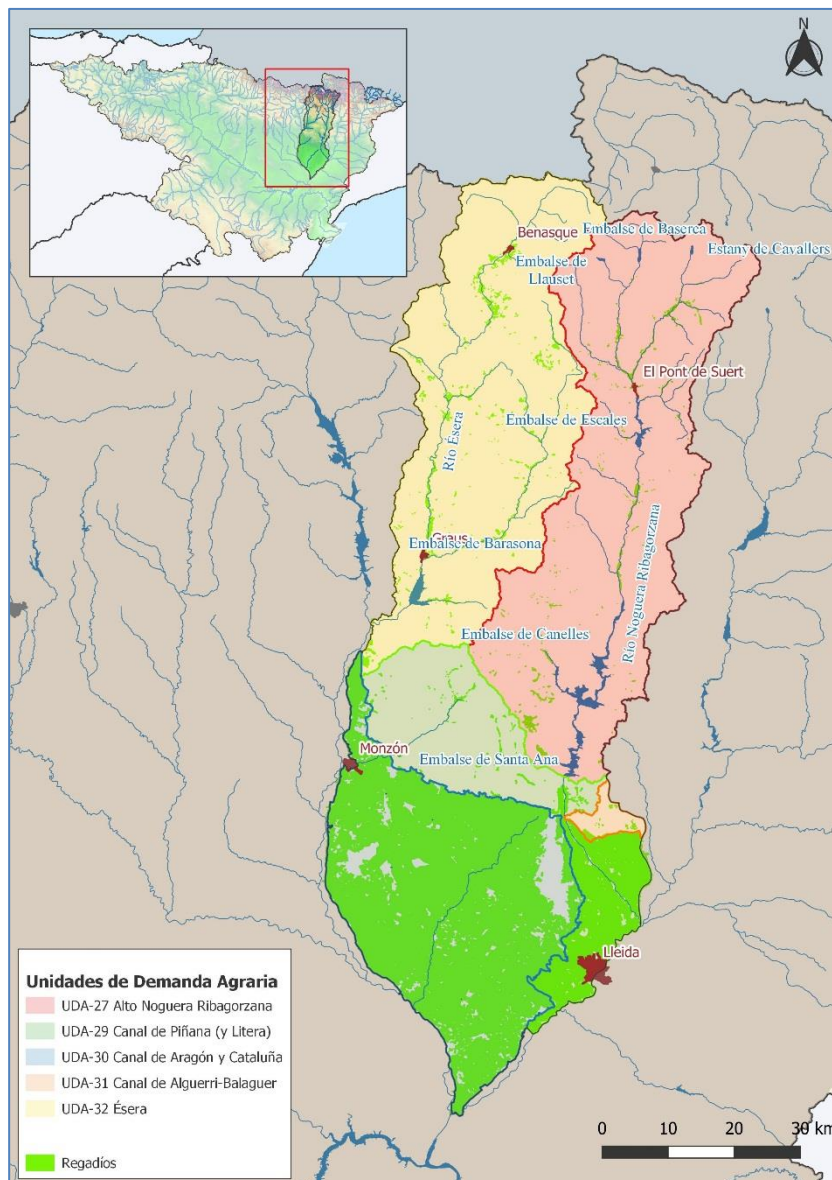 N
Benasque
Embalse de Baserca
Estany de Cavallers
Embalse de
Llauset
El Pont de Suert
Embalse de Escales
Río Ésera
Graus
Embalse de Barasona
Río Noguera Ribagorzana
Embalse de Canelles
Monzón
Embalse de Santa Ana
Lleida
Unidades de Demanda Agraria
UDA-27 Alto Noguera Ribagorzana
UDA-29 Canal de Piñana (y Litera)
UDA-30 Canal de Aragón y Cataluña
UDA-31 Canal de Alguerri-Balaguer
UDA-32 Ésera
Regadíos
0 10 20 30 km